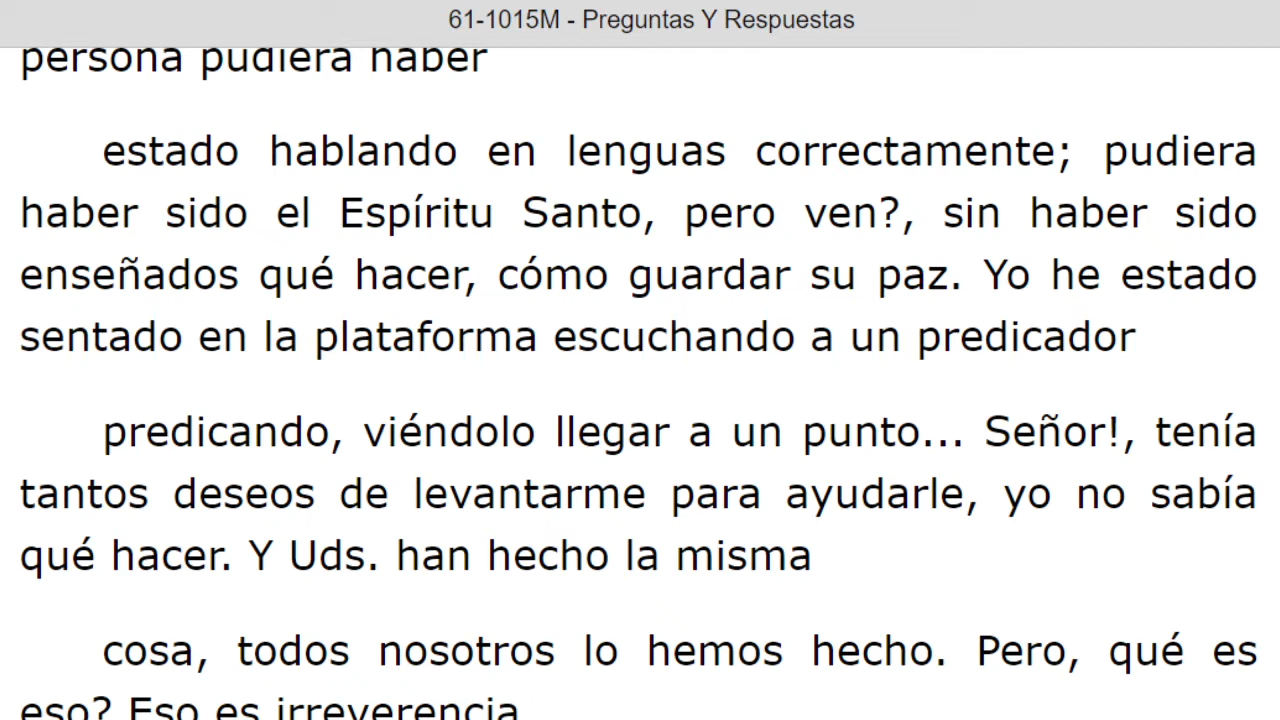 61-1015M - Preguntas Y Respuestas
persona pudiera haber
estado hablando en lenguas correctamente; pudiera
haber sido el Espíritu Santo, pero ven?, sin haber sido
enseñados qué hacer, cómo guardar su paz. Yo he estado
sentado en la plataforma escuchando a un predicador
predicando, viéndolo llegar a un punto... Señor!, tenía
tantos deseos de levantarme para ayudarle, yo no sabía
qué hacer. Y Uds. han hecho la misma
cosa, todos nosotros lo hemos hecho. Pero, qué es
eso? Eso es irreverencia